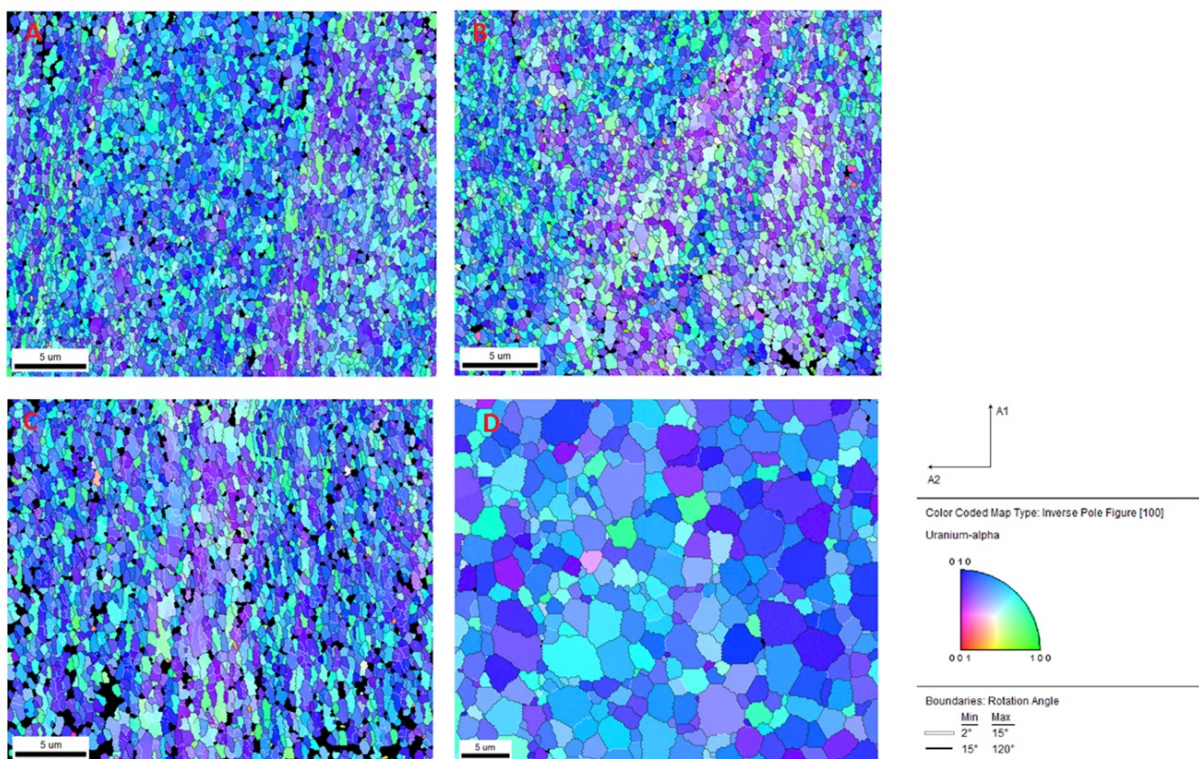 A
B
5 um
5 um
C
D
5 um
5 um
A1
A2
Color Coded Map Type: Inverse Pole Figure [100]
Uranium-alpha
0 1 0
0 0 1
1 0 0
Boundaries: Rotation Angle
Min Max
2° 15°
15° 120°